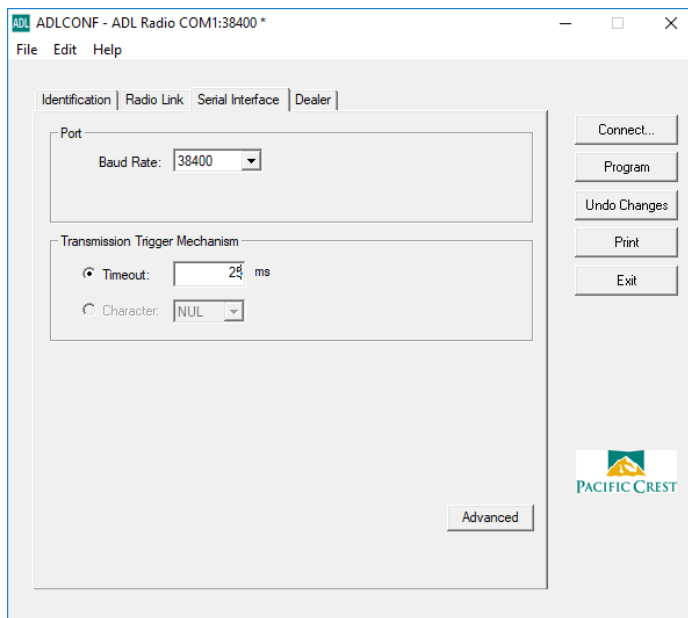 ADL ADLCONF - ADL Radio COM1:38400 *
File Edit Help
Identification Radio Link Serial Interface Dealer
Port
Baud Rate: 38400
Transmission Trigger Mechanism
Timeout: 25 ms
Character: NUL
Connect...
Program
Undo Changes
Print
Exit
PACIFIC CREST
Advanced